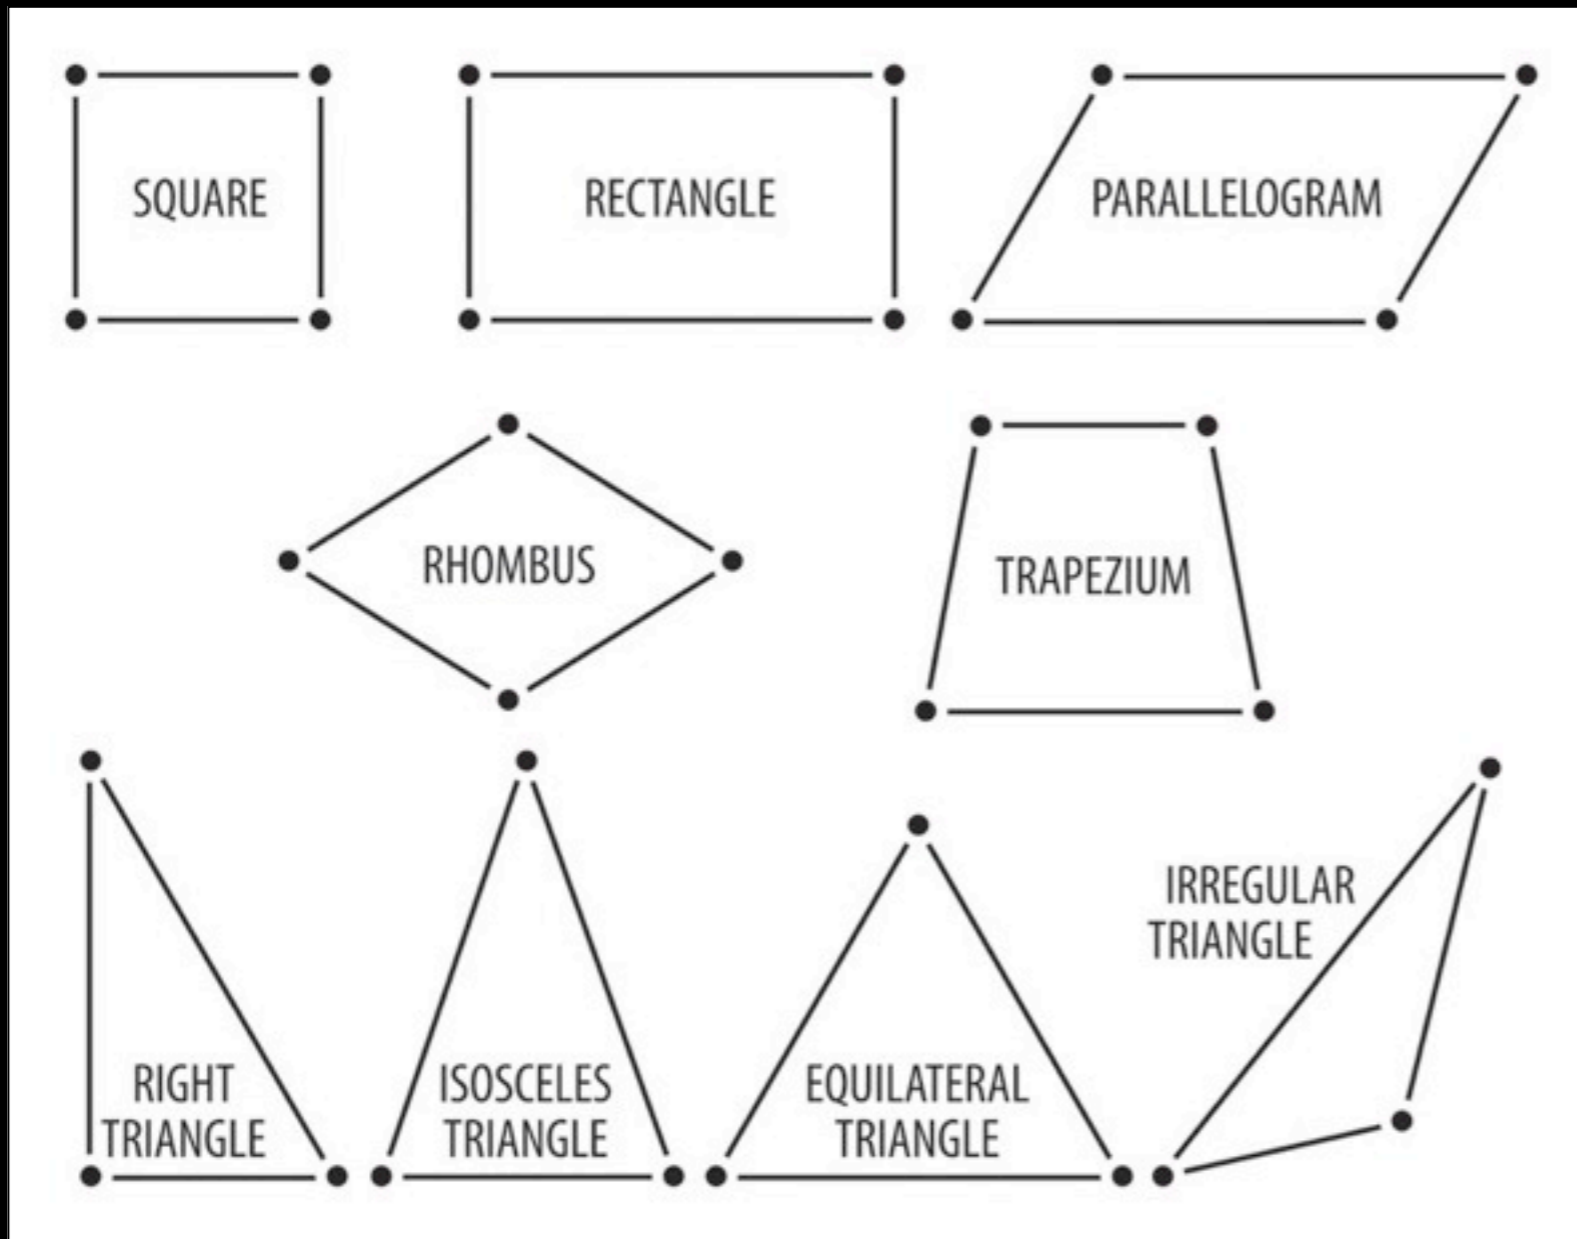 SQUARE
RECTANGLE
PARALLELOGRAM
RHOMBUS
TRAPEZIUM
RIGHT
TRIANGLE
ISOSCELES
TRIANGLE
EQUILATERAL
TRIANGLE
IRREGULAR
TRIANGLE